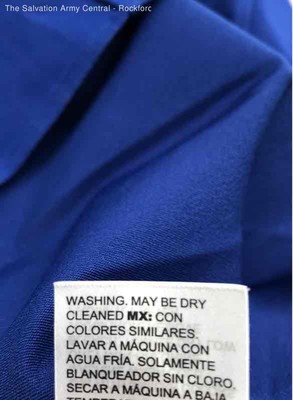 The Salvation Army Central - Rockford
WASHING. MAY BE DRY
CLEANED MX: CON
COLORES SIMILARES.
LAVAR A MÁQUINA CON
AGUA FRÍA. SOLAMENTE
BLANQUEADOR SIN CLORO.
SECAR A MÁQUINA A BAJA